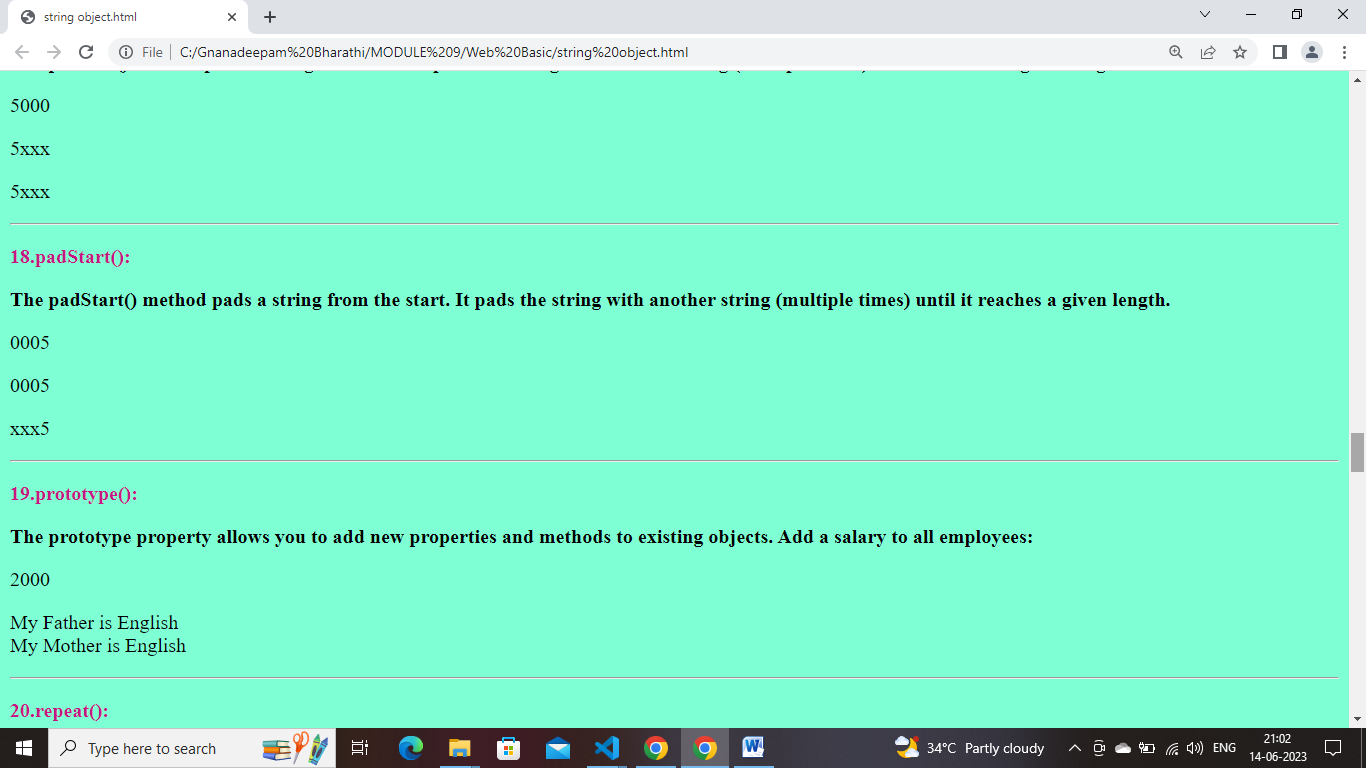 string object.html
File
C:/Gnanadeepam%20Bharathi/MODULE%209/Web%20Basic/string%20object.html
5000
5xxx
5xxx
18.padStart():
The padStart() method pads a string from the start. It pads the string with another string (multiple times) until it reaches a given length.
0005
0005
xxx5
19.prototype():
The prototype property allows you to add new properties and methods to existing objects. Add a salary to all employees:
2000
My Father is English
My Mother is English
20.repeat():
Type here to search
34°C Partly cloudy
ENG
21:02
14-06-2023